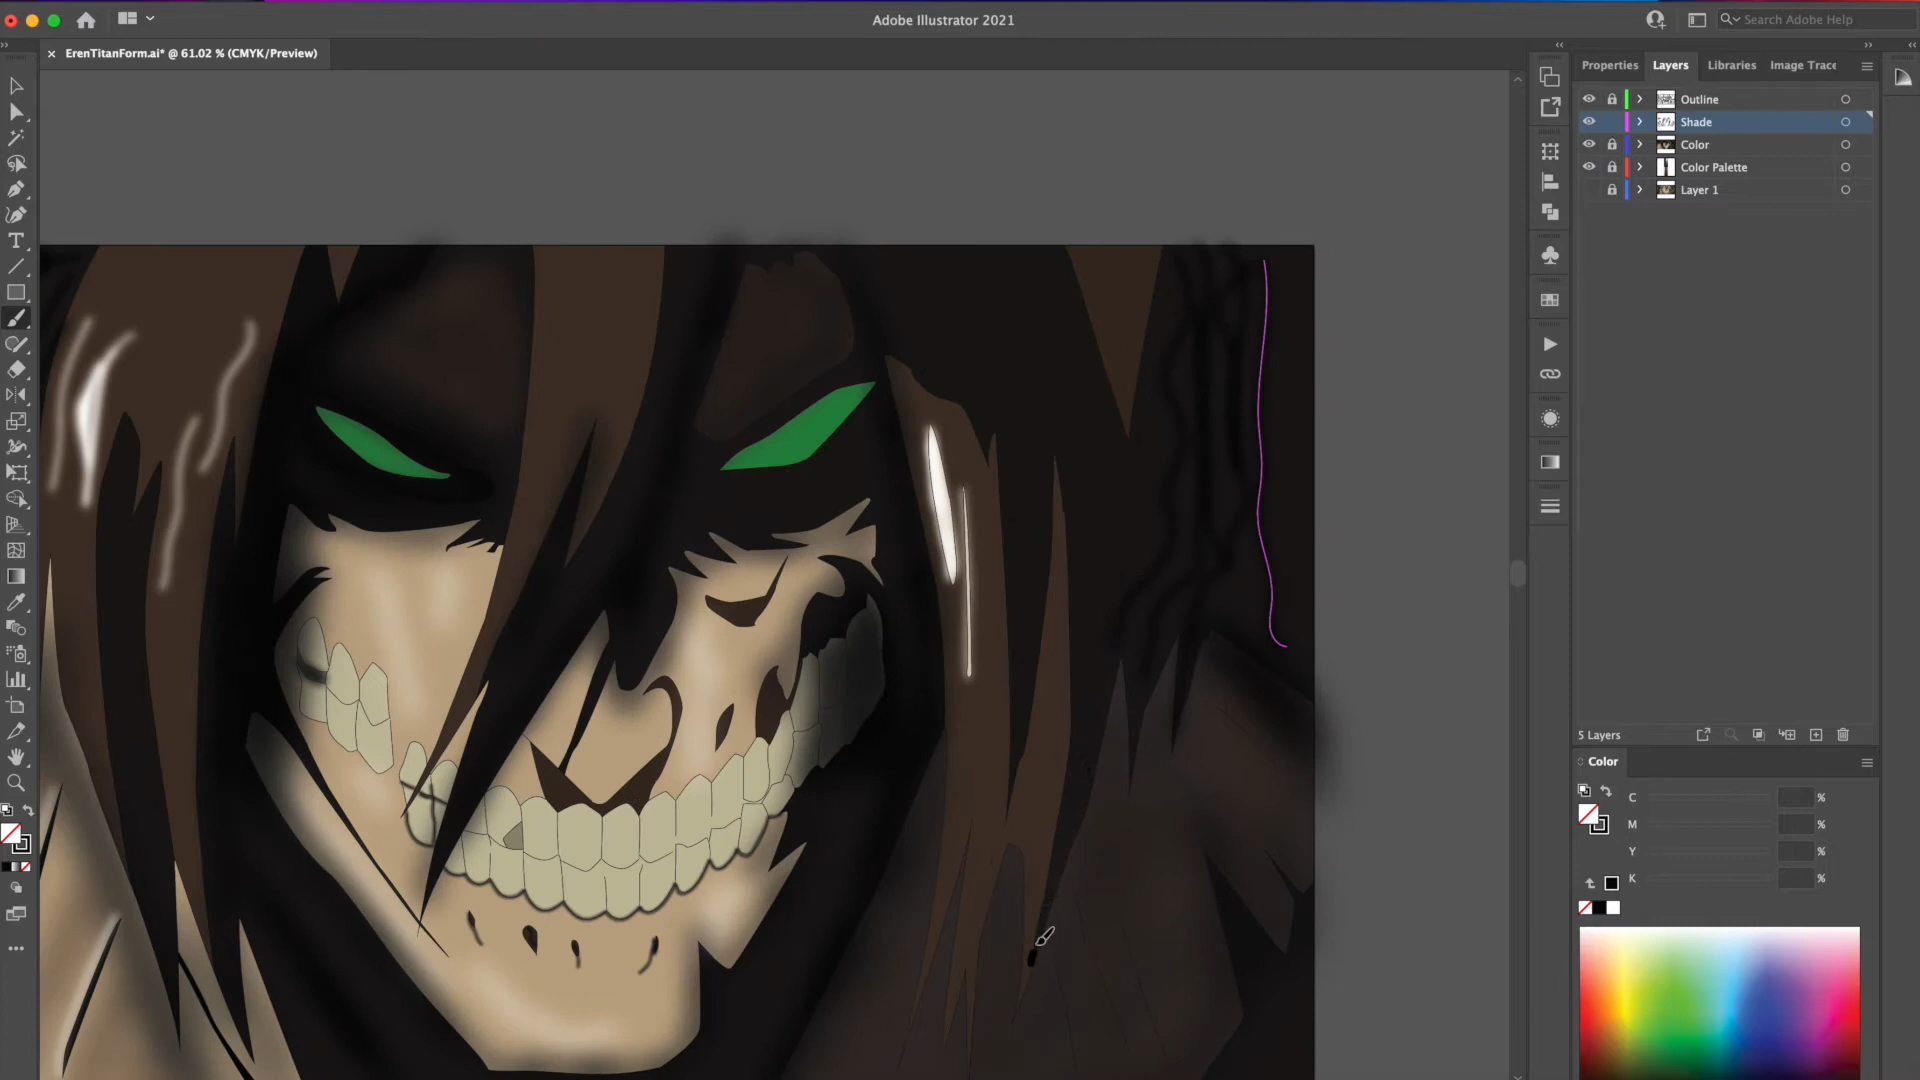 Adobe Illustrator 2021
Search Adobe Help
ErenTitanForm.ai* @ 61.02 % (CMYK/Preview)
Properties Layers Libraries Image Trace
Outline
Shade
Color
Color Palette
Layer 1
5 Layers
Color
C %
M %
Y %
K %